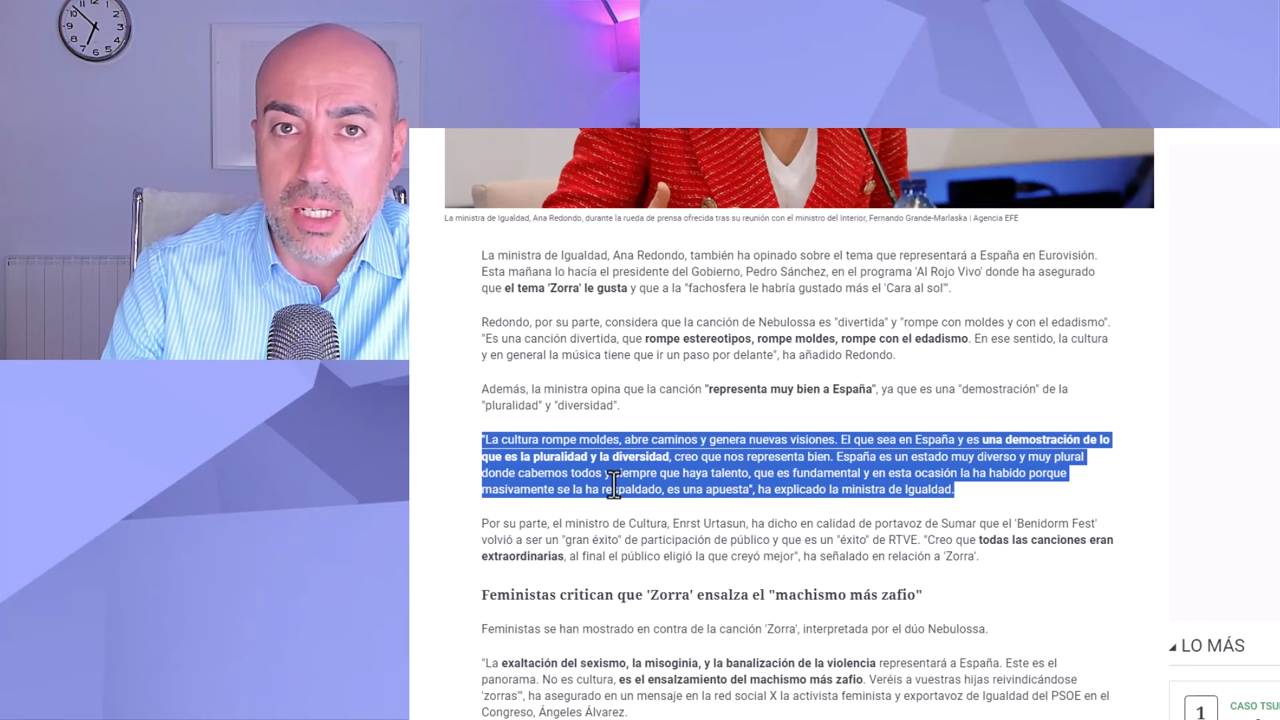 La ministra de Igualdad, Ana Redondo, durante la rueda de prensa ofrecida tras su reunión con el ministro del Interior, Fernando Grande-Marlaska | Agencia EFE
La ministra de Igualdad, Ana Redondo, también ha opinado sobre el tema que representará a España en Eurovisión.
Esta mañana lo hacía el presidente del Gobierno, Pedro Sánchez, en el programa 'Al Rojo Vivo' donde ha asegurado
que el tema 'Zorra' le gusta y que a la "fachosfera le habría gustado más el 'Cara al sol'".
Redondo, por su parte, considera que la canción de Nebulossa es "divertida" y "rompe con moldes y con el edadismo".
"Es una canción divertida, que rompe estereotipos, rompe moldes, rompe con el edadismo. En ese sentido, la cultura
y en general la música tiene que ir un paso por delante", ha añadido Redondo.
Además, la ministra opina que la canción "representa muy bien a España", ya que es una "demostración" de la
"pluralidad" y "diversidad".
"La cultura rompe moldes, abre caminos y genera nuevas visiones. El que sea en España y es una demostración de lo
que es la pluralidad y la diversidad, creo que nos representa bien. España es un estado muy diverso y muy plural
donde cabemos todos y siempre que haya talento, que es fundamental y en esta ocasión la ha habido porque
masivamente se la ha respaldado, es una apuesta", ha explicado la ministra de Igualdad.
Por su parte, el ministro de Cultura, Enrst Urtasun, ha dicho en calidad de portavoz de Sumar que el 'Benidorm Fest'
volvió a ser un "gran éxito" de participación de público y que es un "éxito" de RTVE. "Creo que todas las canciones eran
extraordinarias, al final el público eligió la que creyó mejor", ha señalado en relación a 'Zorra'.
Feministas critican que 'Zorra' ensalza el "machismo más zafio"
Feministas se han mostrado en contra de la canción 'Zorra', interpretada por el dúo Nebulossa.
"La exaltación del sexismo, la misoginia, y la banalización de la violencia representará a España. Este es el
panorama. No es cultura, es el ensalzamiento del machismo más zafio. Veréis a vuestras hijas reivindicándose
'zorras'", ha asegurado en un mensaje en la red social X la activista feminista y exportavoz de Igualdad del PSOE en el
Congreso, Ángeles Álvarez.
LO MÁS
1
CASO TSU